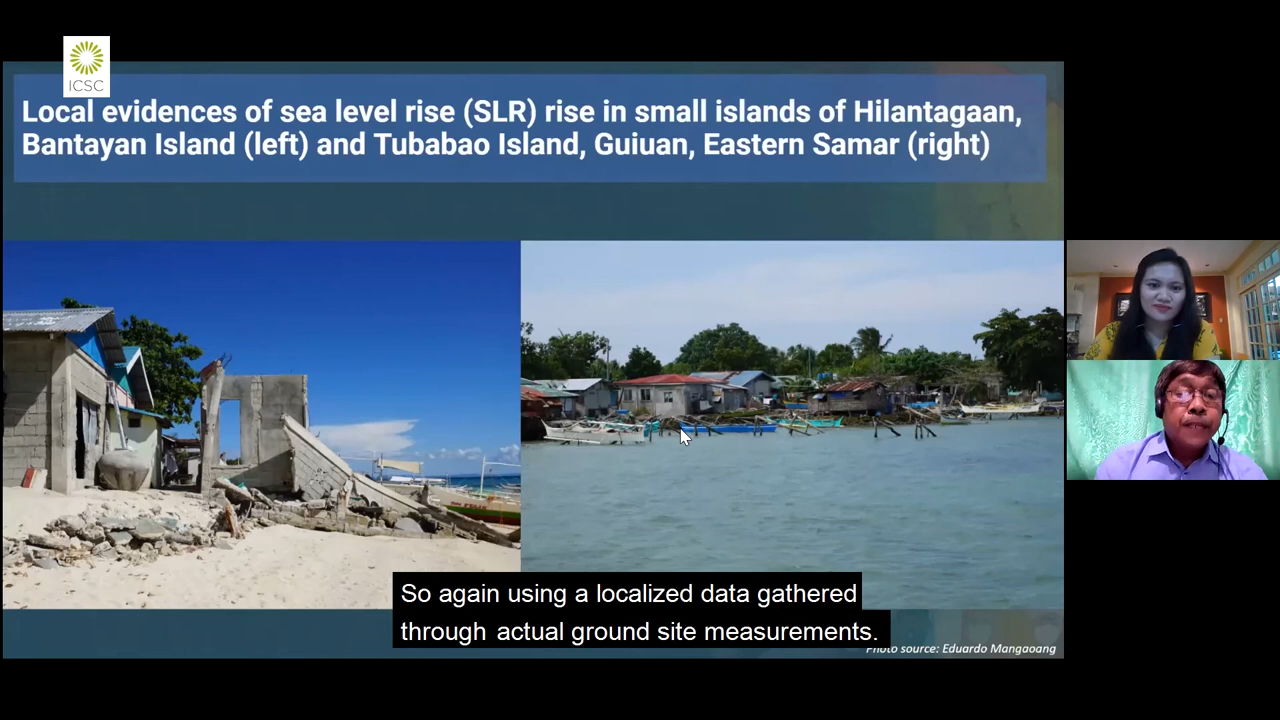 ICSC
Local evidences of sea level rise (SLR) rise in small islands of Hilantagaan,
Bantayan Island (left) and Tubabao Island, Guiuan, Eastern Samar (right)
So again using a localized data gathered
through actual ground site measurements.
Photo source: Eduardo Mangaoang